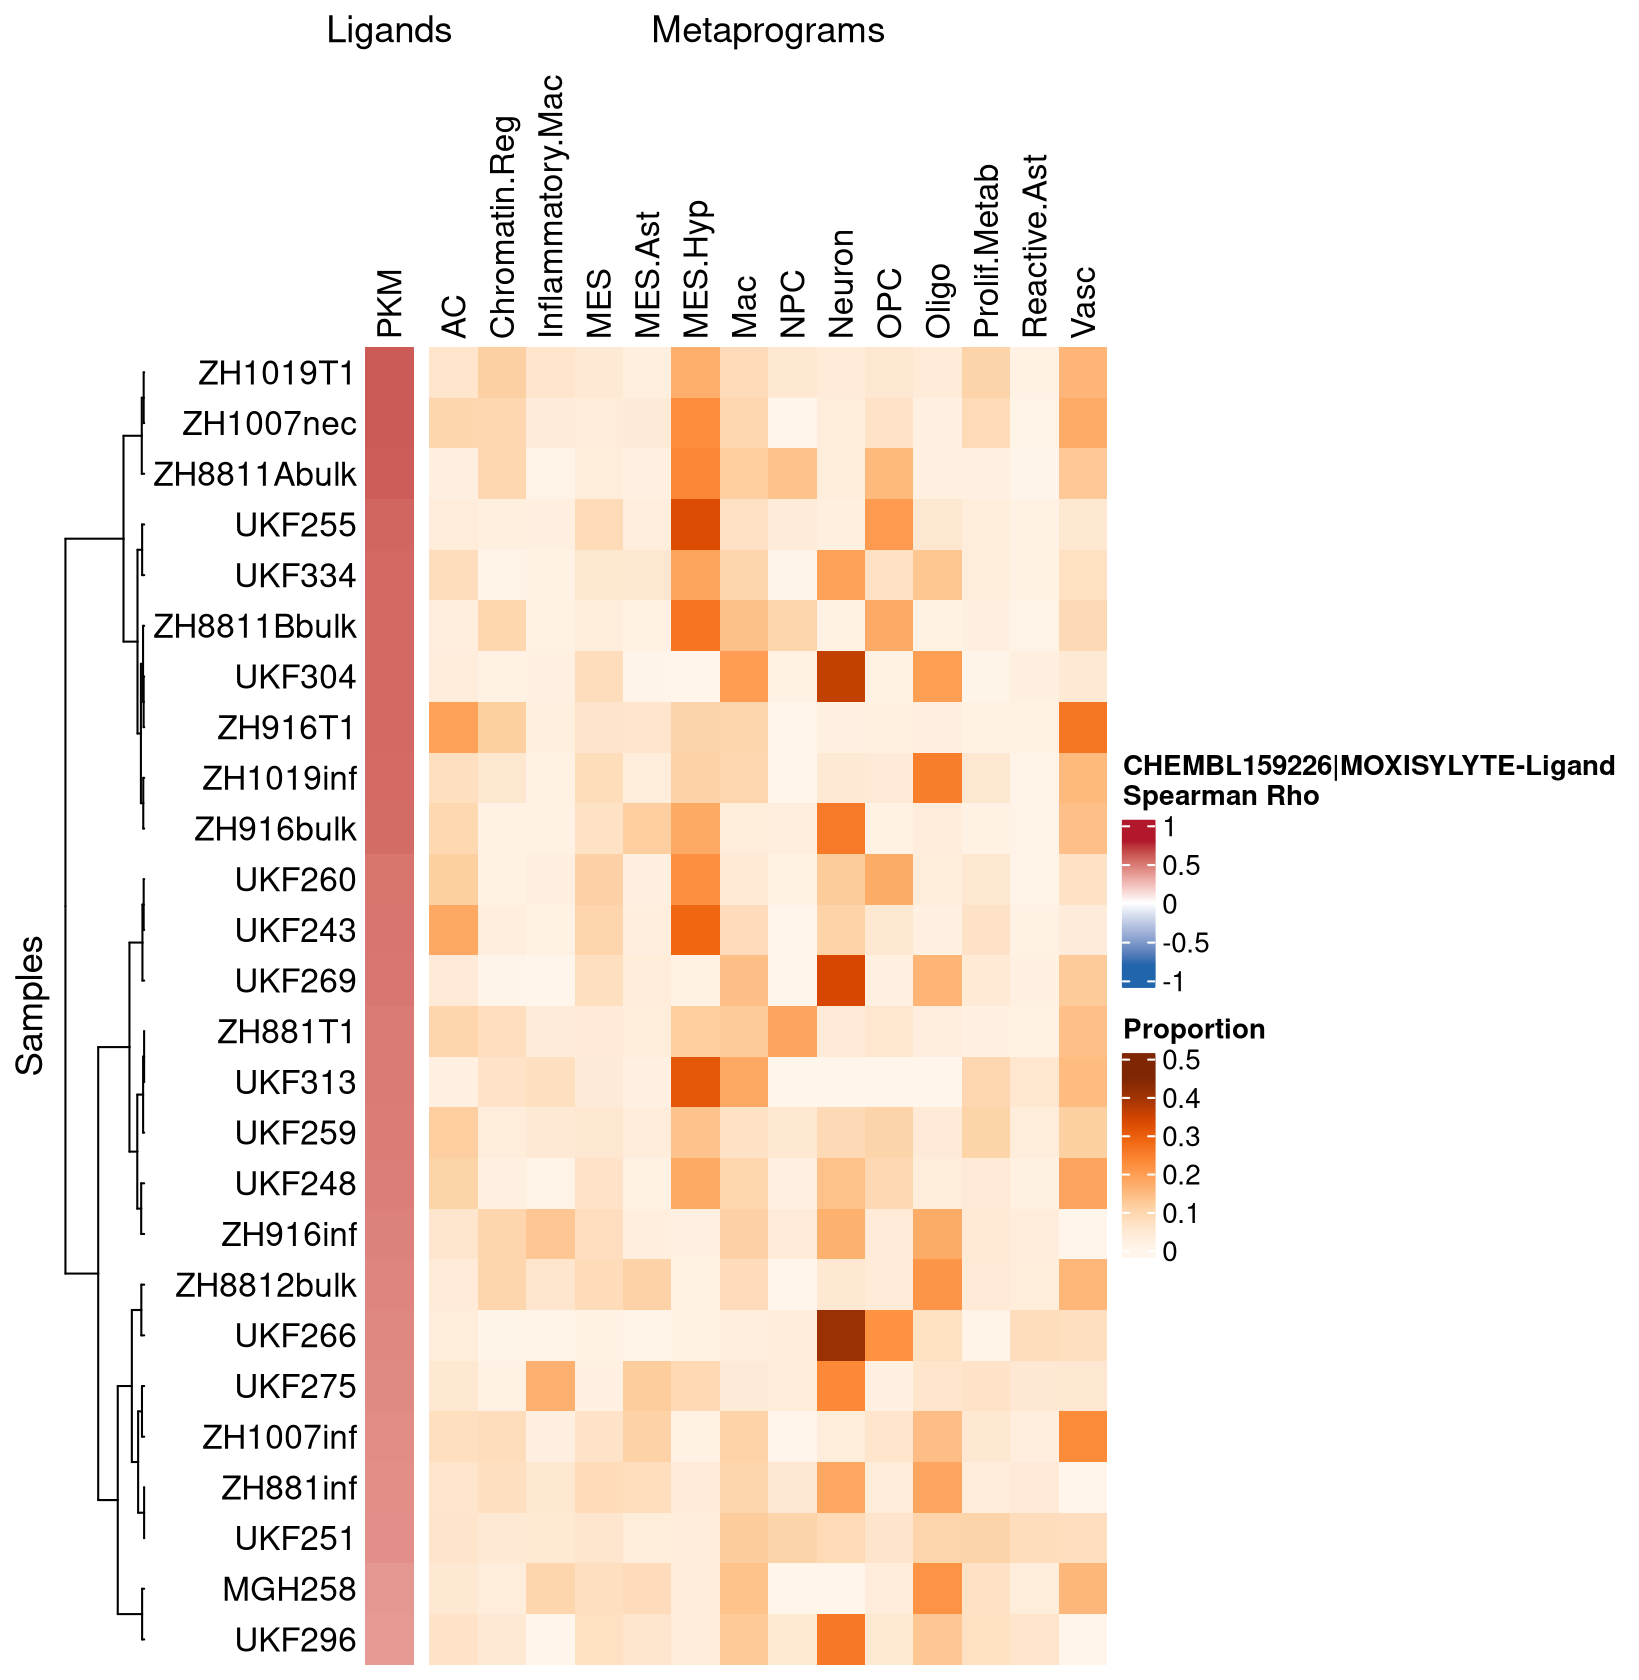 Ligands
Metaprograms
PKM
AC
Chromatin.Reg
Inflammatory.Mac
MES
MES.Ast
MES.Hyp
Mac
NPC
Neuron
OPC
Oligo
Prolif.Metab
Reactive.Ast
Vasc
Samples
ZH1019T1
ZH1007nec
ZH8811Abulk
UKF255
UKF334
ZH8811Bbulk
UKF304
ZH916T1
ZH1019inf
ZH916bulk
UKF260
UKF243
UKF269
ZH881T1
UKF313
UKF259
UKF248
ZH916inf
ZH8812bulk
UKF266
UKF275
ZH1007inf
ZH881inf
UKF251
MGH258
UKF296
CHEMBL159226|MOXISYLYTE-Ligand
Spearman Rho
1
0.5
0
-0.5
-1
Proportion
0.5
0.4
0.3
0.2
0.1
0